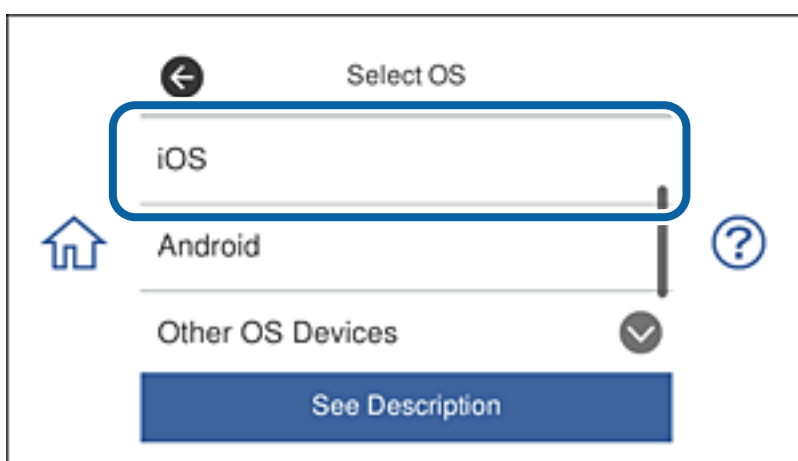 Select OS
iOS
Android
Other OS Devices
See Description